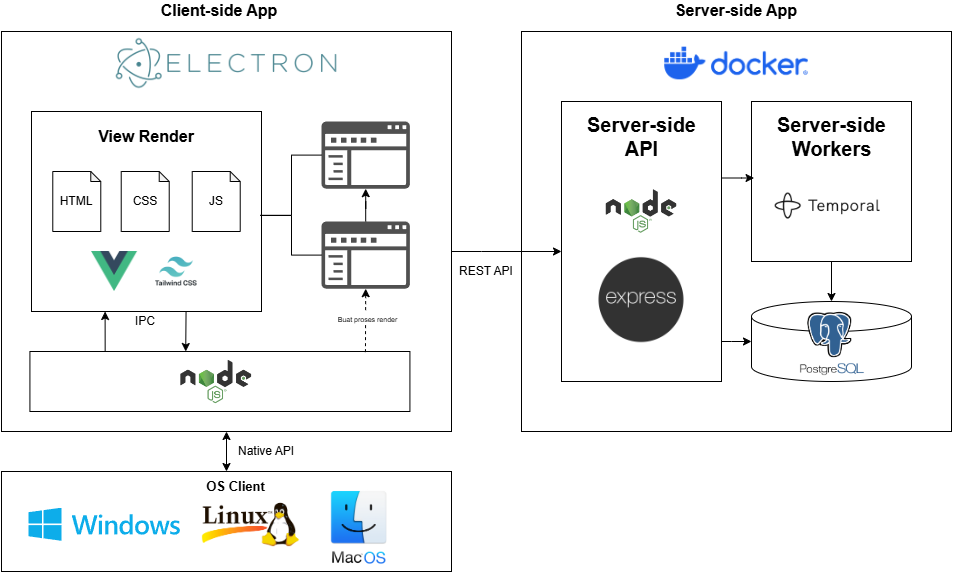 Client-side App
ELECTRON
View Render
HTML
CSS
JS
Tailwind CSS
IPC
Buat proses render
node
JS
Native API
OS Client
Windows
Linux
Mac OS
REST API
Server-side App
docker
Server-side
API
node
JS
express
Server-side
Workers
Temporal
PostgreSQL